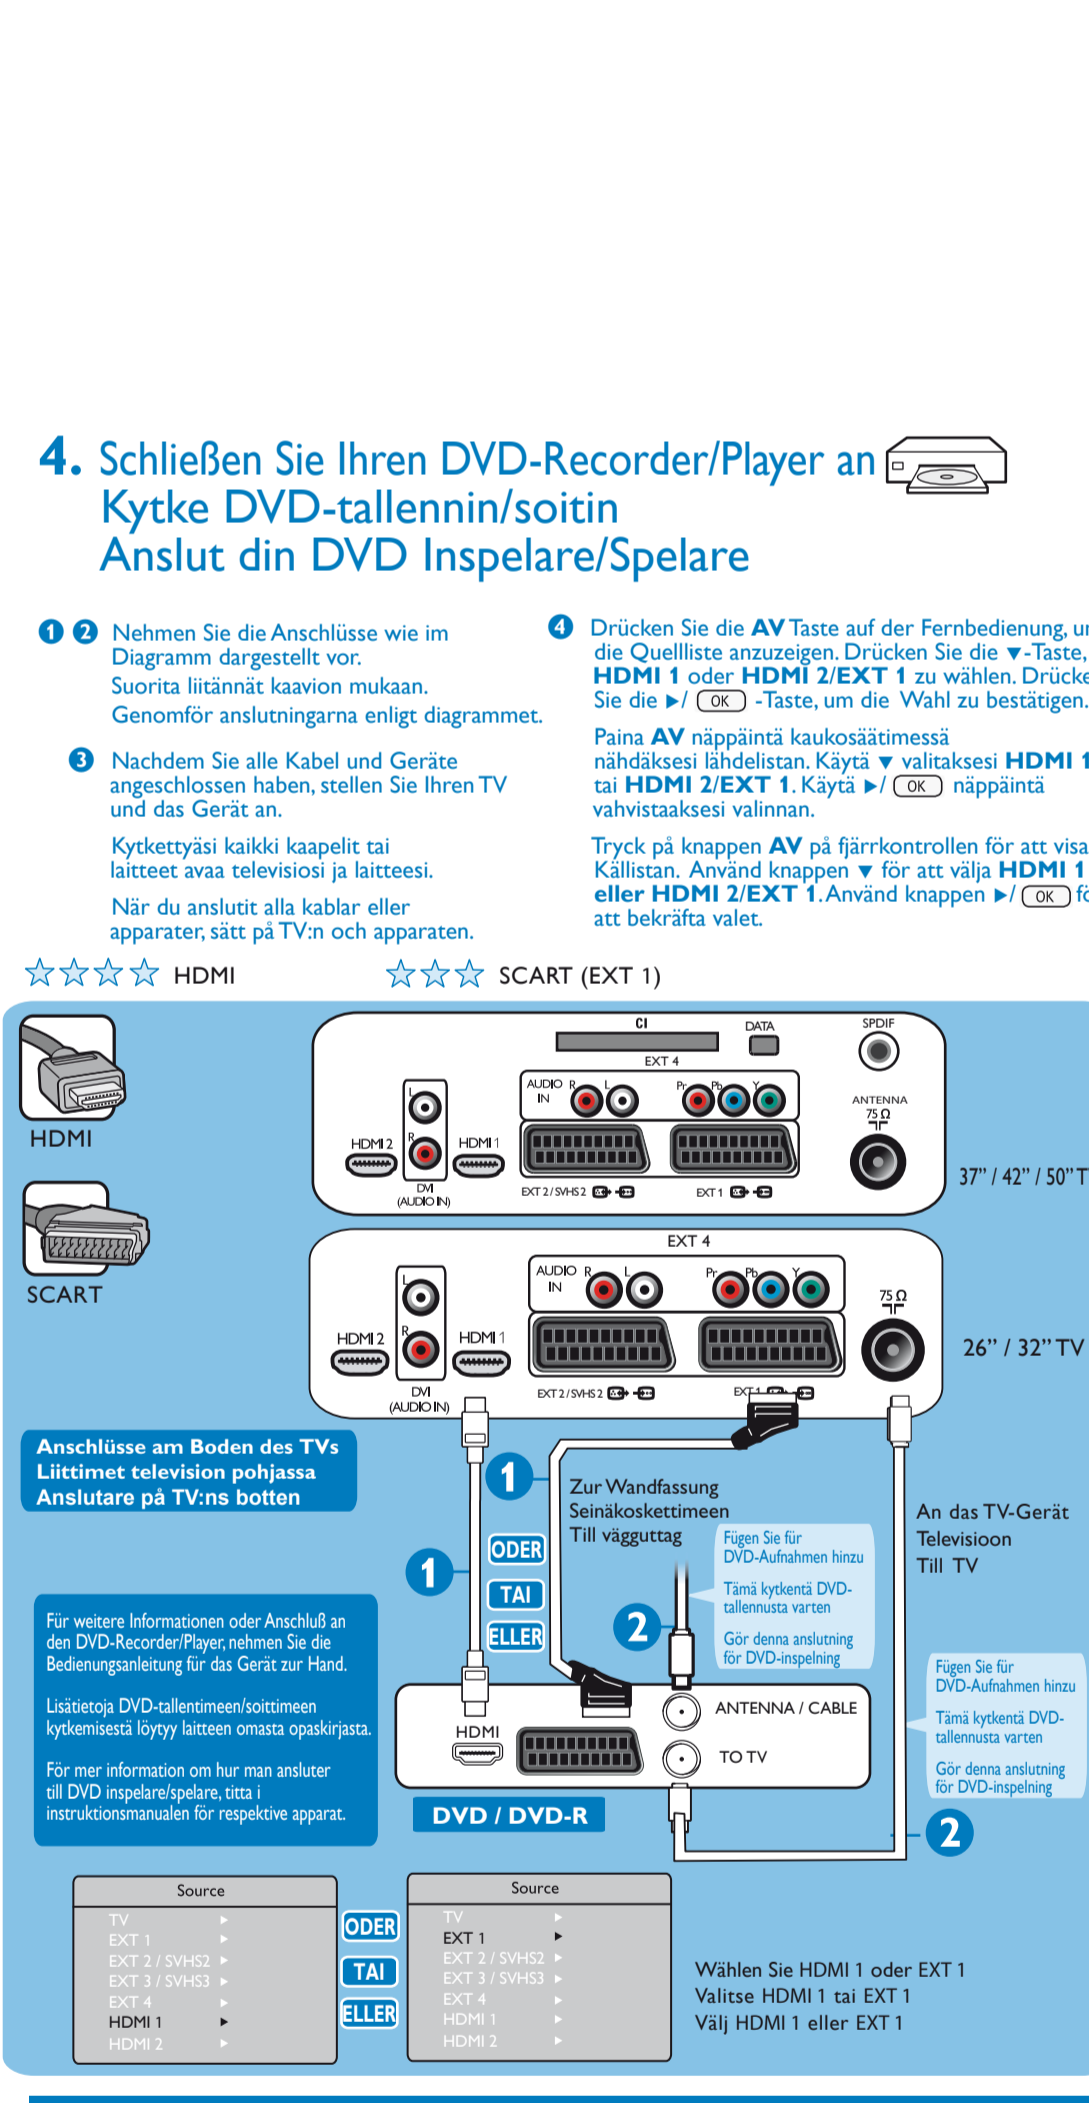 4. Schließen Sie Ihren DVD-Recorder/Player an
Kytke DVD-tallennin/soitin
Anslut din DVD Inspelare/Spelare
1 2 Nehmen Sie die Anschlüsse wie im
Diagramm dargestellt vor.
Suorita liitännät kaavion mukaan.
Genomför anslutningarna enligt diagrammet.
3 Nachdem Sie alle Kabel und Geräte
angeschlossen haben, stellen Sie Ihren TV
und das Gerät an.
Kytkettyäsi kaikki kaapelit tai
laitteet avaa televisiosi ja laitteesi.
När du anslutit alla kablar eller
apparater, sätt på TV:n och apparaten.
4 Drücken Sie die AV Taste auf der Fernbedienung,
die Quellliste anzuzeigen. Drücken Sie die ▼-Taste,
HDMI 1 oder HDMI 2/EXT 1 zu wählen.
Sie die ►/ OK -Taste, um die Wahl zu bestätigen.
Paina AV näppäintä kaukosäätimessä
nähdäksesi lähdelistan. Käytä ▼ valitaksesi HDMI 1
tai HDMI 2/EXT 1. Käytä ►/ OK näppäintä
vahvistaaksesi valinnan.
Tryck på knappen AV på fjärrkontrollen för att visa
Källistan. Använd knappen ▼ för att välja HDMI 1
eller HDMI 2/EXT 1. Använd knappen ►/ OK
att bekräfta valet.
HDMI
SCART (EXT 1)
HDMI
SCART
CI
DATA
SPDIF
EXT 4
AUDIO IN
R
L
Pr
Pb
Y
ANTENNA
75 Ω
L
R
HDMI 2
HDMI 1
DVI
(AUDIO IN)
EXT 2 / SVHS 2
EXT 1
37” / 42” / 50”
EXT 4
AUDIO IN
R
L
Pr
Pb
Y
75 Ω
L
R
HDMI 2
HDMI 1
DVI
(AUDIO IN)
EXT 2 / SVHS 2
EXT 1
26” / 32” TV
Anschlüsse am Boden des TVs
Liittimet television pohjassa
Anslutare på TV:ns botten
1
1
ODER
TAI
ELLER
Zur Wandfassung
Seinäkoskettimeen
Till vägguttag
2
Fügen Sie für
DVD-Aufnahmen hinzu
Tämä kytkentä DVD-
tallennusta varten
Gör denna anslutning
för DVD-inspelning
An das TV-Gerät
Televisioon
Till TV
Für weitere Informationen oder Anschluß an
den DVD-Recorder/Player, nehmen Sie die
Bedienungsanleitung für das Gerät zur Hand.
Lisätietoja DVD-tallentimeen/soittimeen
kytkemisestä löytyy laitteen omasta opaskirjasta.
För mer information om hur man ansluter
till DVD inspelare/spelare, titta i
instruktionsmanualen för respektive apparat.
HDMI
ANTENNA / CABLE
TO TV
DVD / DVD-R
Fügen Sie für
DVD-Aufnahmen hinzu
Tämä kytkentä DVD-
tallennusta varten
Gör denna anslutning
för DVD-inspelning
2
Source
TV
EXT 1
EXT 2 / SVHS2
EXT 3 / SVHS3
EXT 4
HDMI 1
HDMI 2
ODER
TAI
ELLER
Source
TV
EXT 1
EXT 2 / SVHS2
EXT 3 / SVHS3
EXT 4
HDMI 1
HDMI 2
Wählen Sie HDMI 1 oder EXT 1
Valitse HDMI 1 tai EXT 1
Välj HDMI 1 eller EXT 1